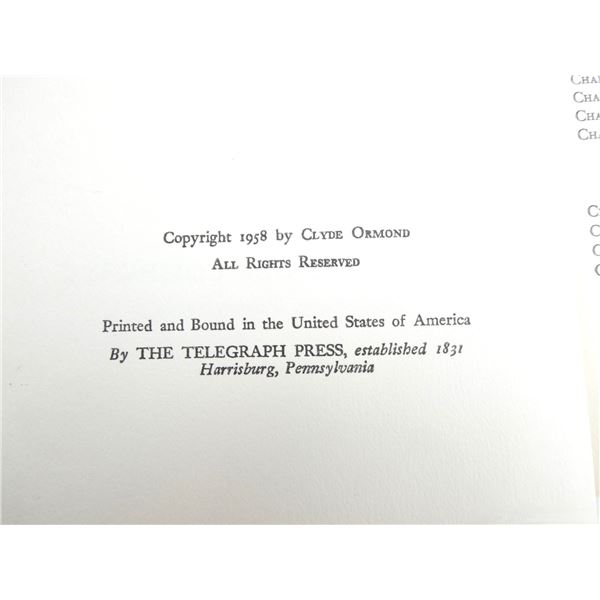 Copyright 1958 by CLYDE ORMOND
ALL RIGHTS RESERVED
Printed and Bound in the United States of America
By THE TELEGRAPH PRESS, established 1831
Harrisburg, Pennsylvania